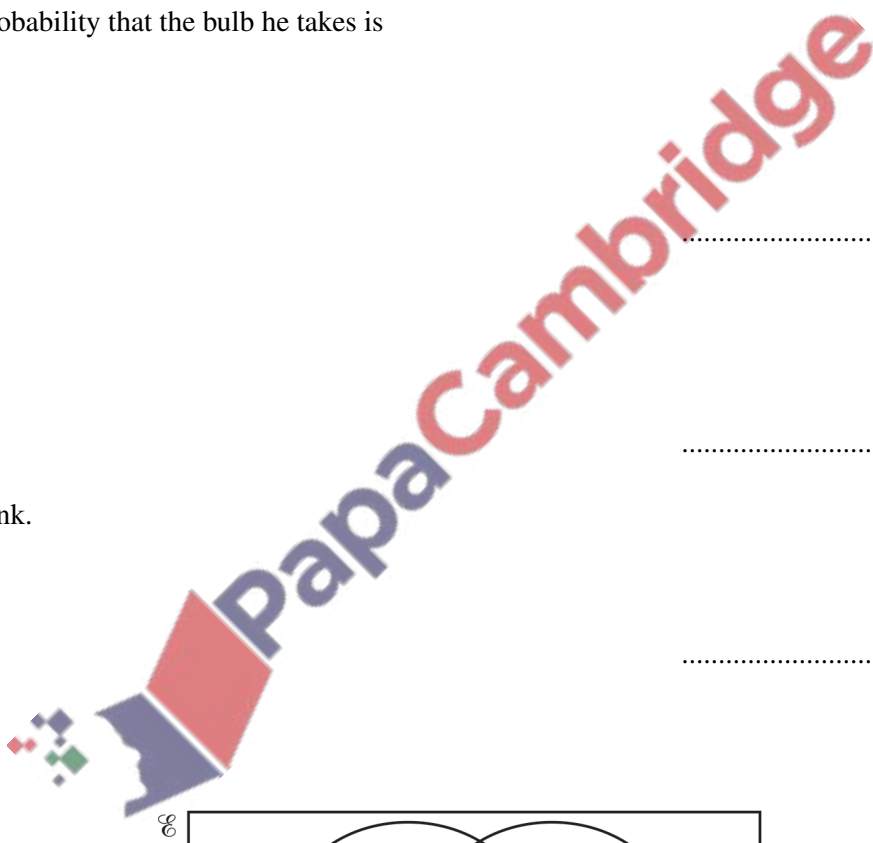 obability that the bulb he takes is
PapaCambridge
nk.
ℰ